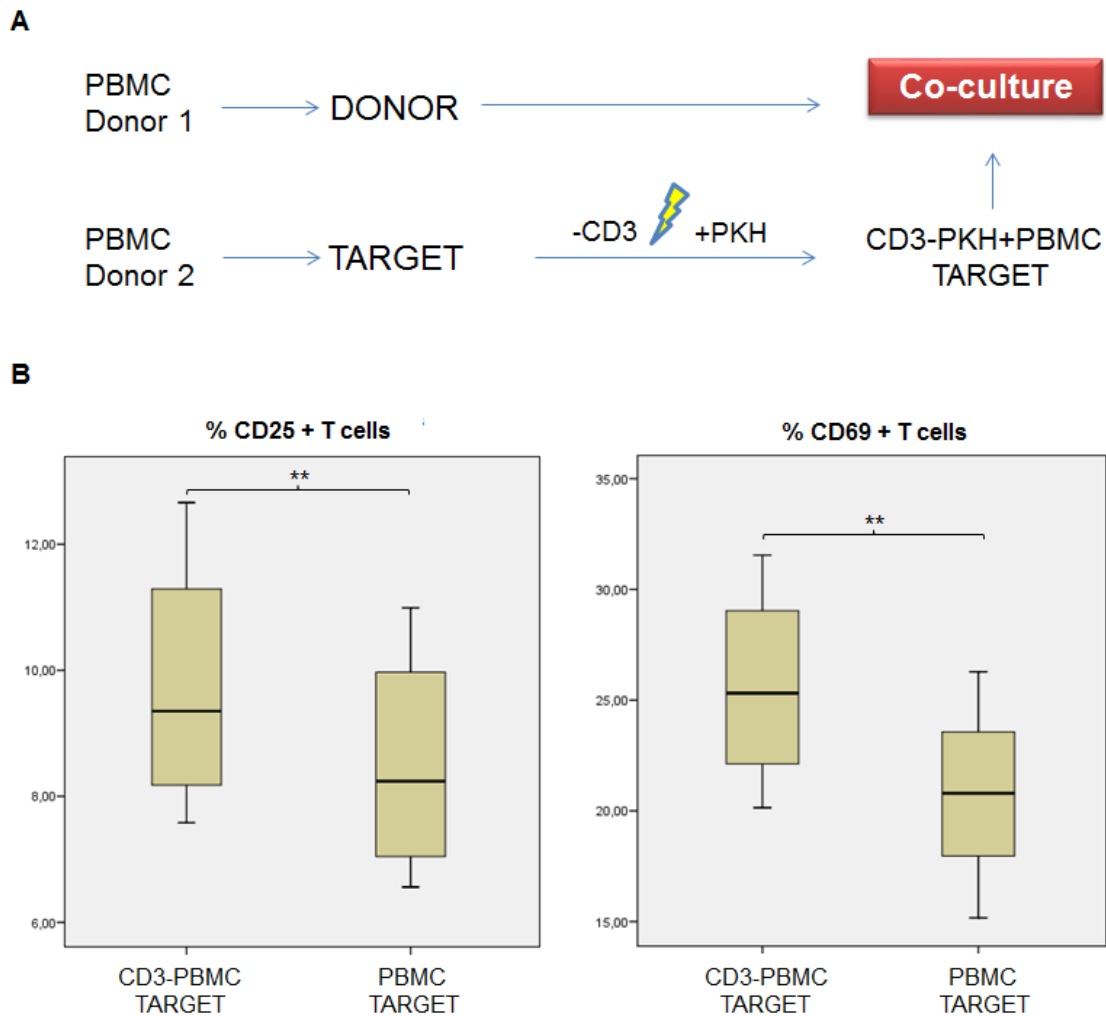 A
PBMC
Donor 1
DONOR
Co-culture
PBMC
Donor 2
TARGET
-CD3
+PKH
CD3-PKH+PBMC
TARGET
B
% CD25 + T cells
**
12,00
10,00
8,00
6,00
CD3-PBMC
TARGET
PBMC
TARGET
% CD69 + T cells
**
35,00
30,00
25,00
20,00
15,00
CD3-PBMC
TARGET
PBMC
TARGET